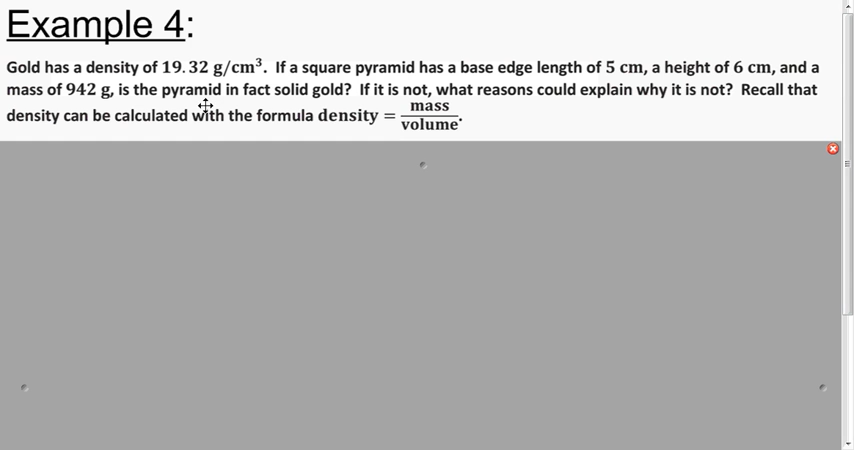 Example 4:
Gold has a density of 19.32 g/cm³. If a square pyramid has a base edge length of 5 cm, a height of 6 cm, and a
mass of 942 g, is the pyramid in fact solid gold? If it is not, what reasons could explain why it is not? Recall that
density can be calculated with the formula density = mass/volume.